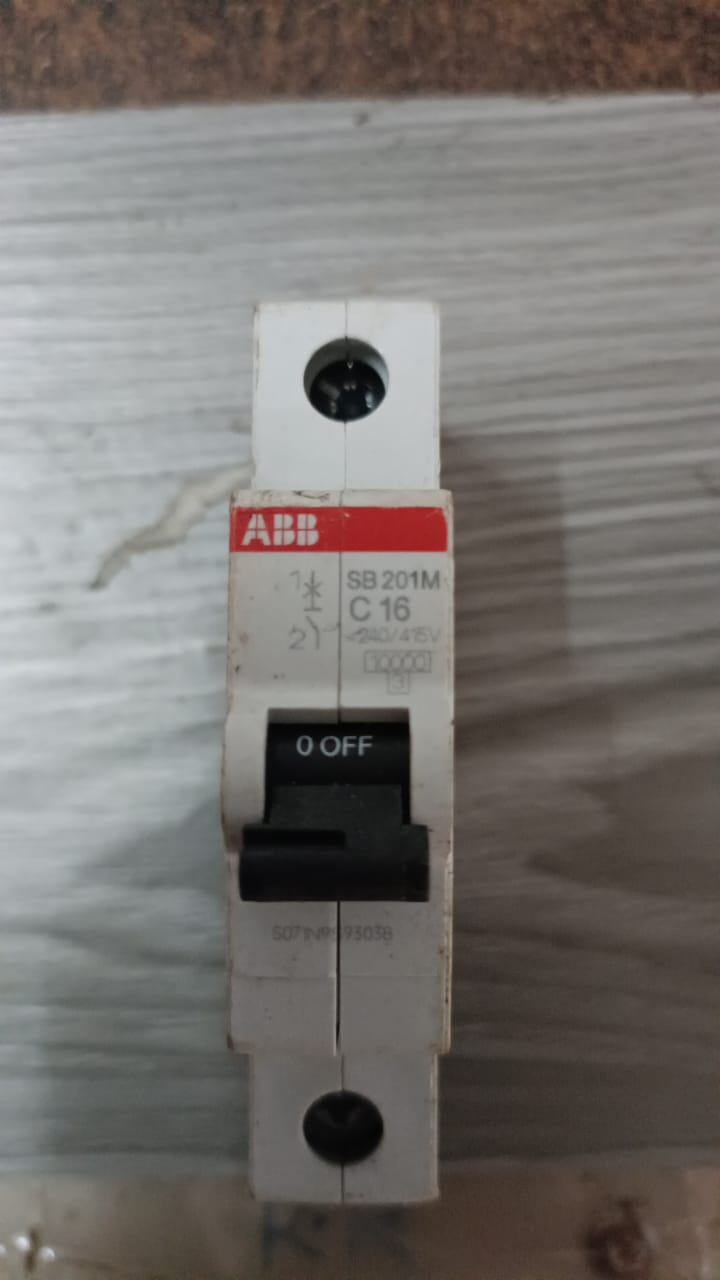 ABB
1 SB 201M
C 16
2 ~240/415V
10000
3
0 OFF